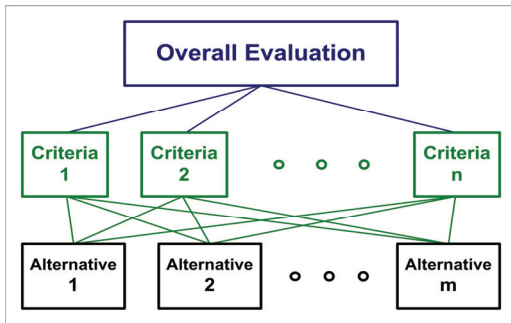 Overall Evaluation
Criteria
1
Criteria
2
Criteria
n
Alternative
1
Alternative
2
Alternative
m